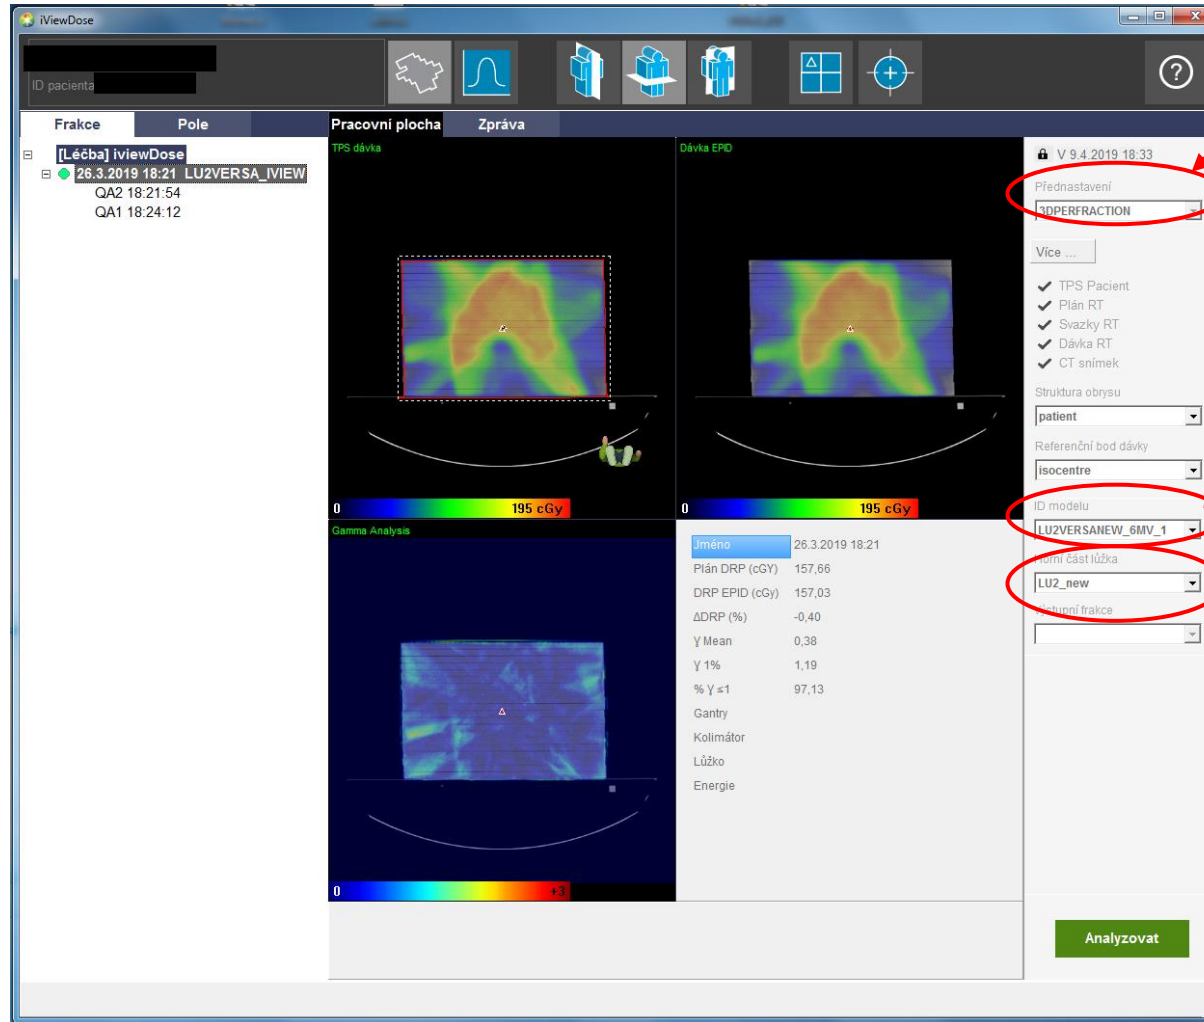 iViewDose
ID pacienta
Frakce Pole Pracovní plocha Zpráva
[Léčba] iviewDose
26.3.2019 18:21 LU2VERSA_IVIEW
QA2 18:21:54
QA1 18:24:12
TPS dávka
0 195 cGy
Dávka EPID
0 195 cGy
Gamma Analysis
0 +3
Jméno 26.3.2019 18:21
Plán DRP (cGY) 157,66
DRP EPID (cGy) 157,03
ΔDRP (%) -0,40
γ Mean 0,38
γ 1% 1,19
% γ ≤1 97,13
Gantry
Kolimátor
Lůžko
Energie
V 9.4.2019 18:33
Přednastavení
3DPERFRACTION
Více ...
TPS Pacient
Plán RT
Svazky RT
Dávka RT
CT snímek
Struktura obrysu
patient
Referenční bod dávky
isocentre
ID modelu
LU2VERSANEW_6MV_1
Horní část lůžka
LU2_new
frakce
Analyzovat